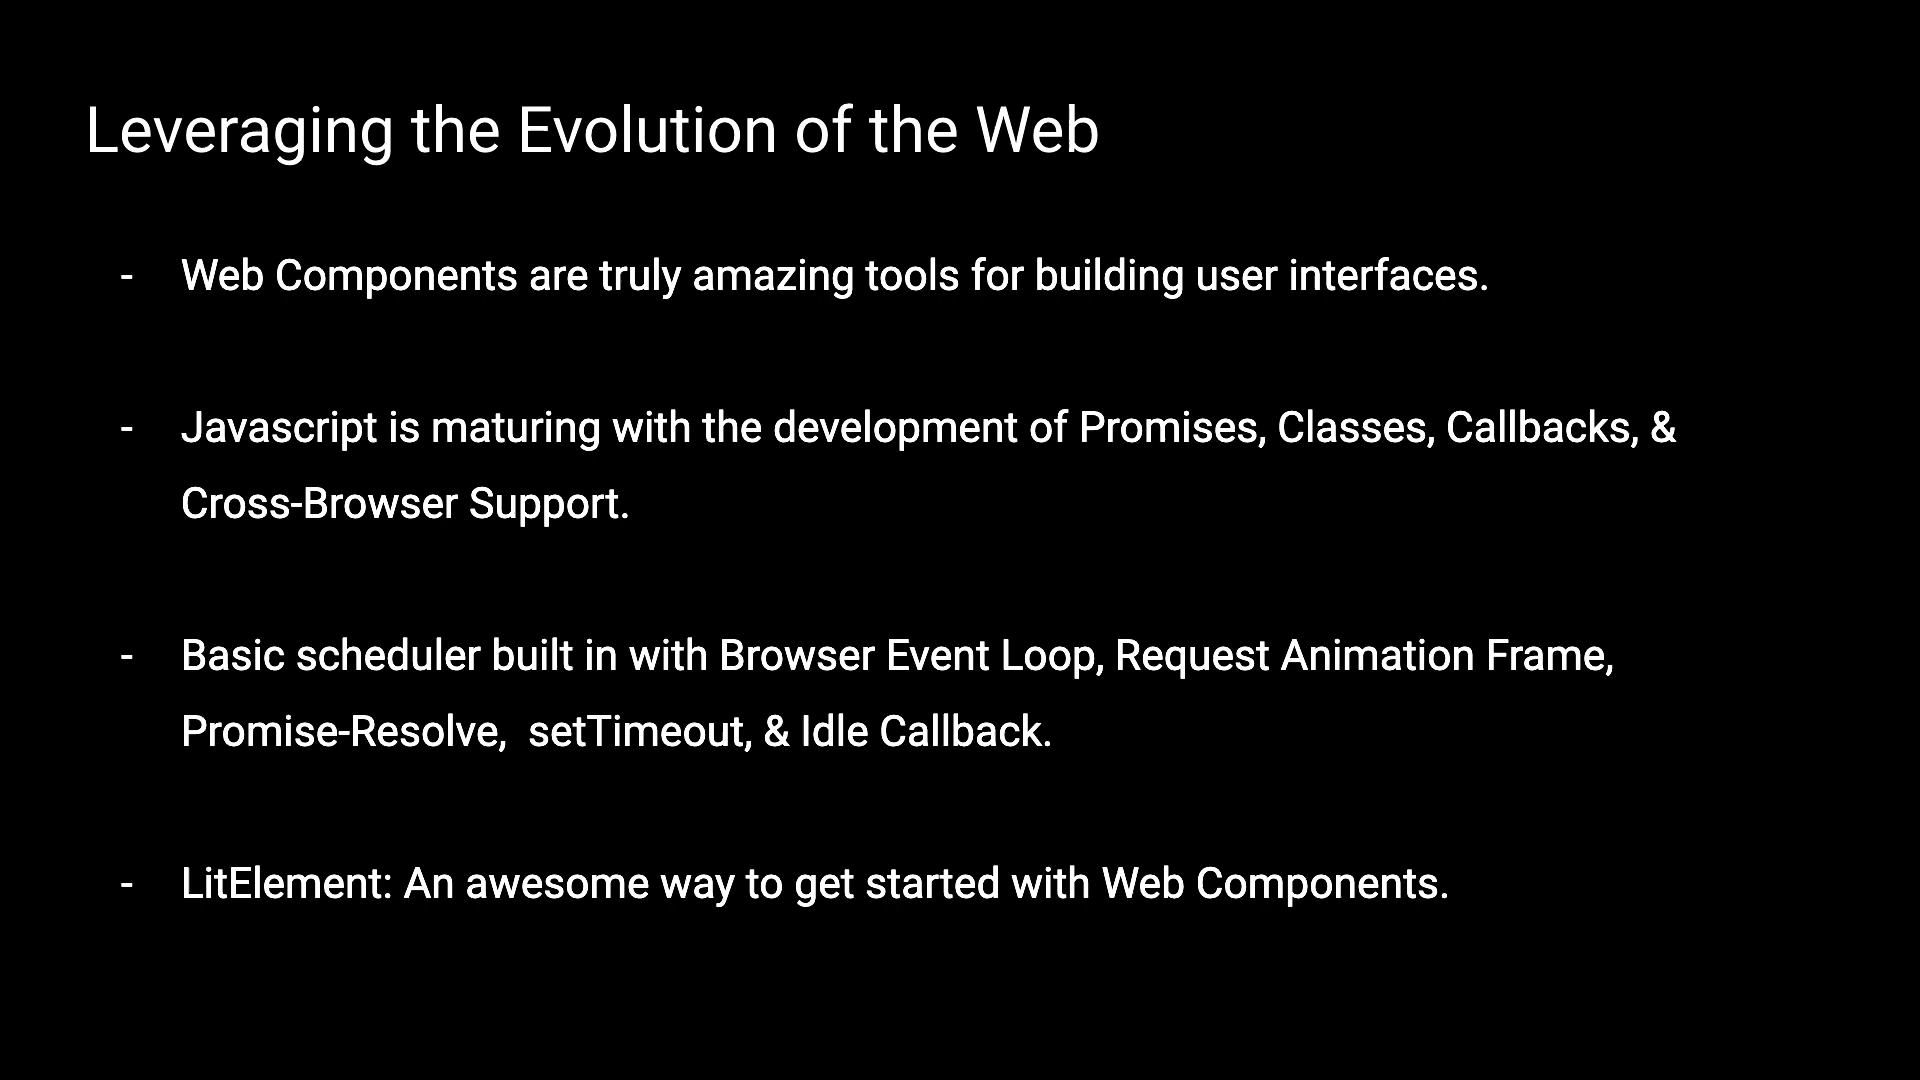 Leveraging the Evolution of the Web
- Web Components are truly amazing tools for building user interfaces.
- Javascript is maturing with the development of Promises, Classes, Callbacks, &
Cross-Browser Support.
- Basic scheduler built in with Browser Event Loop, Request Animation Frame,
Promise-Resolve,  setTimeout, & Idle Callback.
- LitElement: An awesome way to get started with Web Components.